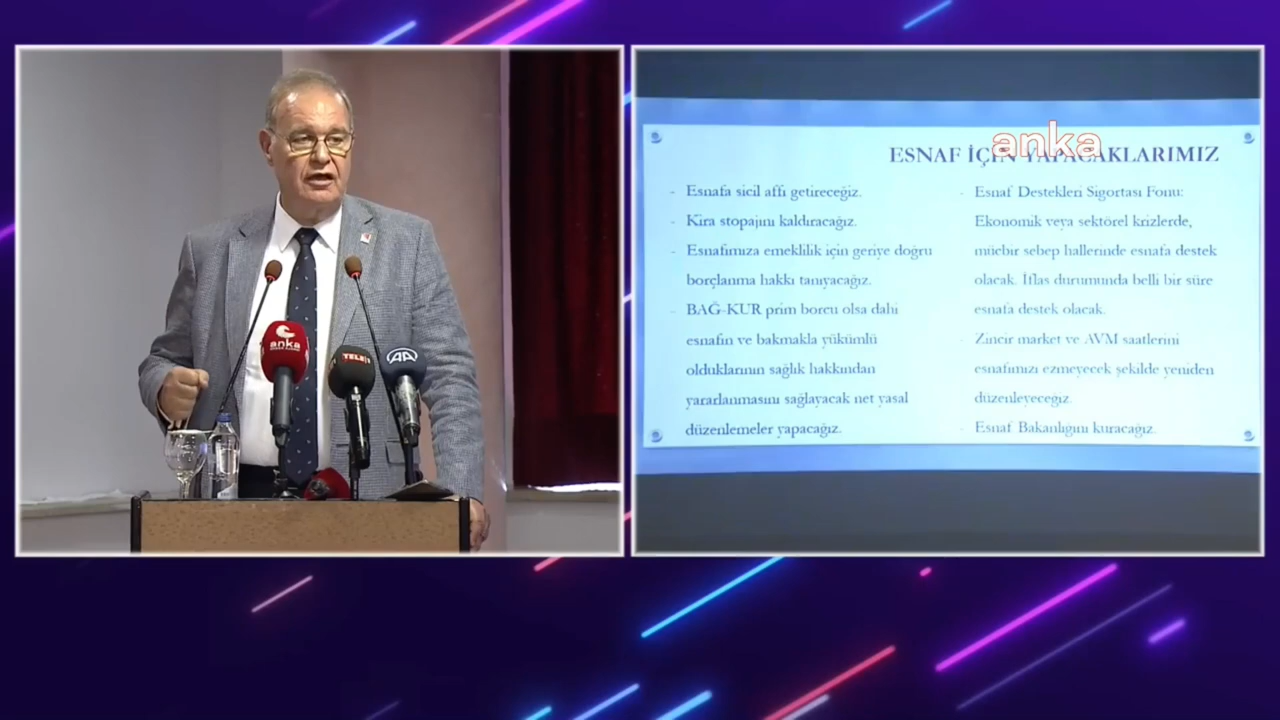 anka
TELE1
AA
anka
ESNAF İÇİN YAPACAKLARIMIZ
- Esnafa sicil affı getireceğiz.
- Kira stopajını kaldıracağız.
- Esnafımıza emeklilik için geriye doğru
borçlanma hakkı tanıyacağız.
- BAĞ-KUR prim borcu olsa dahi
esnafın ve bakmakla yükümlü
olduklarının sağlık hakkından
yararlanmasını sağlayacak net yasal
düzenlemeler yapacağız.
- Esnaf Destekleri Sigortası Fonu:
Ekonomik veya sektörel krizlerde,
mücbir sebep hallerinde esnafa destek
olacak. İflas durumunda belli bir süre
esnafa destek olacak.
- Zincir market ve AVM saatlerini
esnafımızı ezmeyecek şekilde yeniden
düzenleyeceğiz.
- Esnaf Bakanlığını kuracağız.